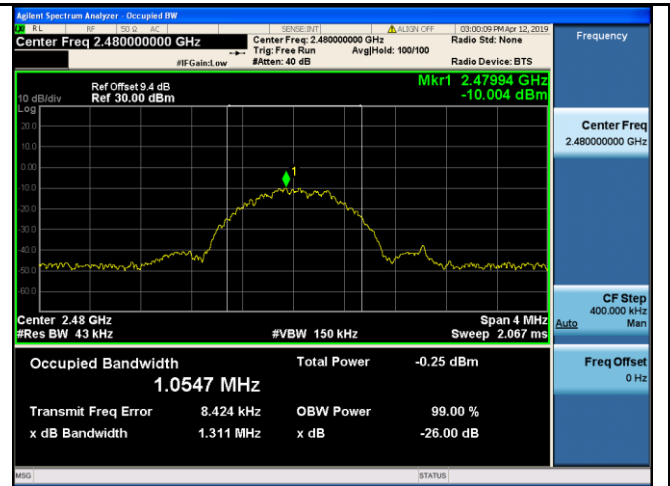 Agilent Spectrum Analyzer - Occupied BW
RL RF 50 Ω AC SENSE:INT ALIGN OFF 03:00:09 PM Apr 12, 2019
Center Freq 2.480000000 GHz Center Freq: 2.480000000 GHz Radio Std: None Frequency
Trig: Free Run Avg|Hold: 100/100
#IFGain:Low #Atten: 40 dB Radio Device: BTS
Ref Offset 9.4 dB Mkr1 2.47994 GHz
10 dB/div Ref 30.00 dBm -10.004 dBm
Log
20.0
10.0
0.00
-10.0
-20.0
-30.0
-40.0
-50.0
-60.0
1
Center Freq
2.480000000 GHz
Center 2.48 GHz Span 4 MHz
#Res BW 43 kHz #VBW 150 kHz Sweep 2.067 ms
CF Step
400.000 kHz
Auto Man
Occupied Bandwidth Total Power -0.25 dBm
1.0547 MHz
Freq Offset
0 Hz
Transmit Freq Error 8.424 kHz OBW Power 99.00 %
x dB Bandwidth 1.311 MHz x dB -26.00 dB
MSG STATUS